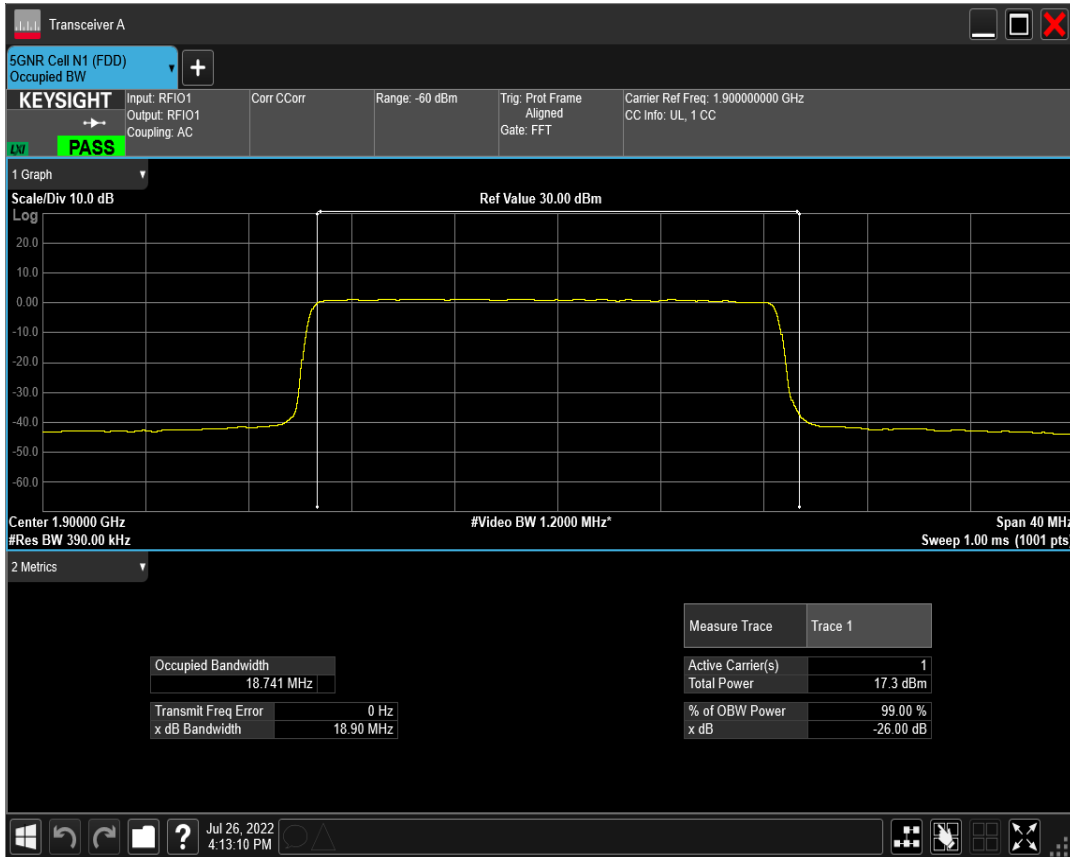 Transceiver A
5GNR Cell N1 (FDD)
Occupied BW
+
KEYSIGHT
LXI
PASS
Input: RFIO1
Output: RFIO1
Coupling: AC
Corr CCorr
Range: -60 dBm
Trig: Prot Frame
Aligned
Gate: FFT
Carrier Ref Freq: 1.900000000 GHz
CC Info: UL, 1 CC
1 Graph
Scale/Div 10.0 dB
Ref Value 30.00 dBm
Log
20.0
10.0
0.00
-10.0
-20.0
-30.0
-40.0
-50.0
-60.0
Center 1.90000 GHz
#Video BW 1.2000 MHz*
Span 40 MHz
#Res BW 390.00 kHz
Sweep 1.00 ms (1001 pts)
2 Metrics
Measure Trace Trace 1
Occupied Bandwidth
18.741 MHz
Active Carrier(s) 1
Total Power 17.3 dBm
Transmit Freq Error 0 Hz
x dB Bandwidth 18.90 MHz
% of OBW Power 99.00 %
x dB -26.00 dB
?
Jul 26, 2022
4:13:10 PM